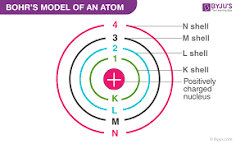 BOHR'S MODEL OF AN ATOM
BYJU'S
4
3
2
1
+
K
L
M
N
N shell
M shell
L shell
K shell
Positively
charged
nucleus